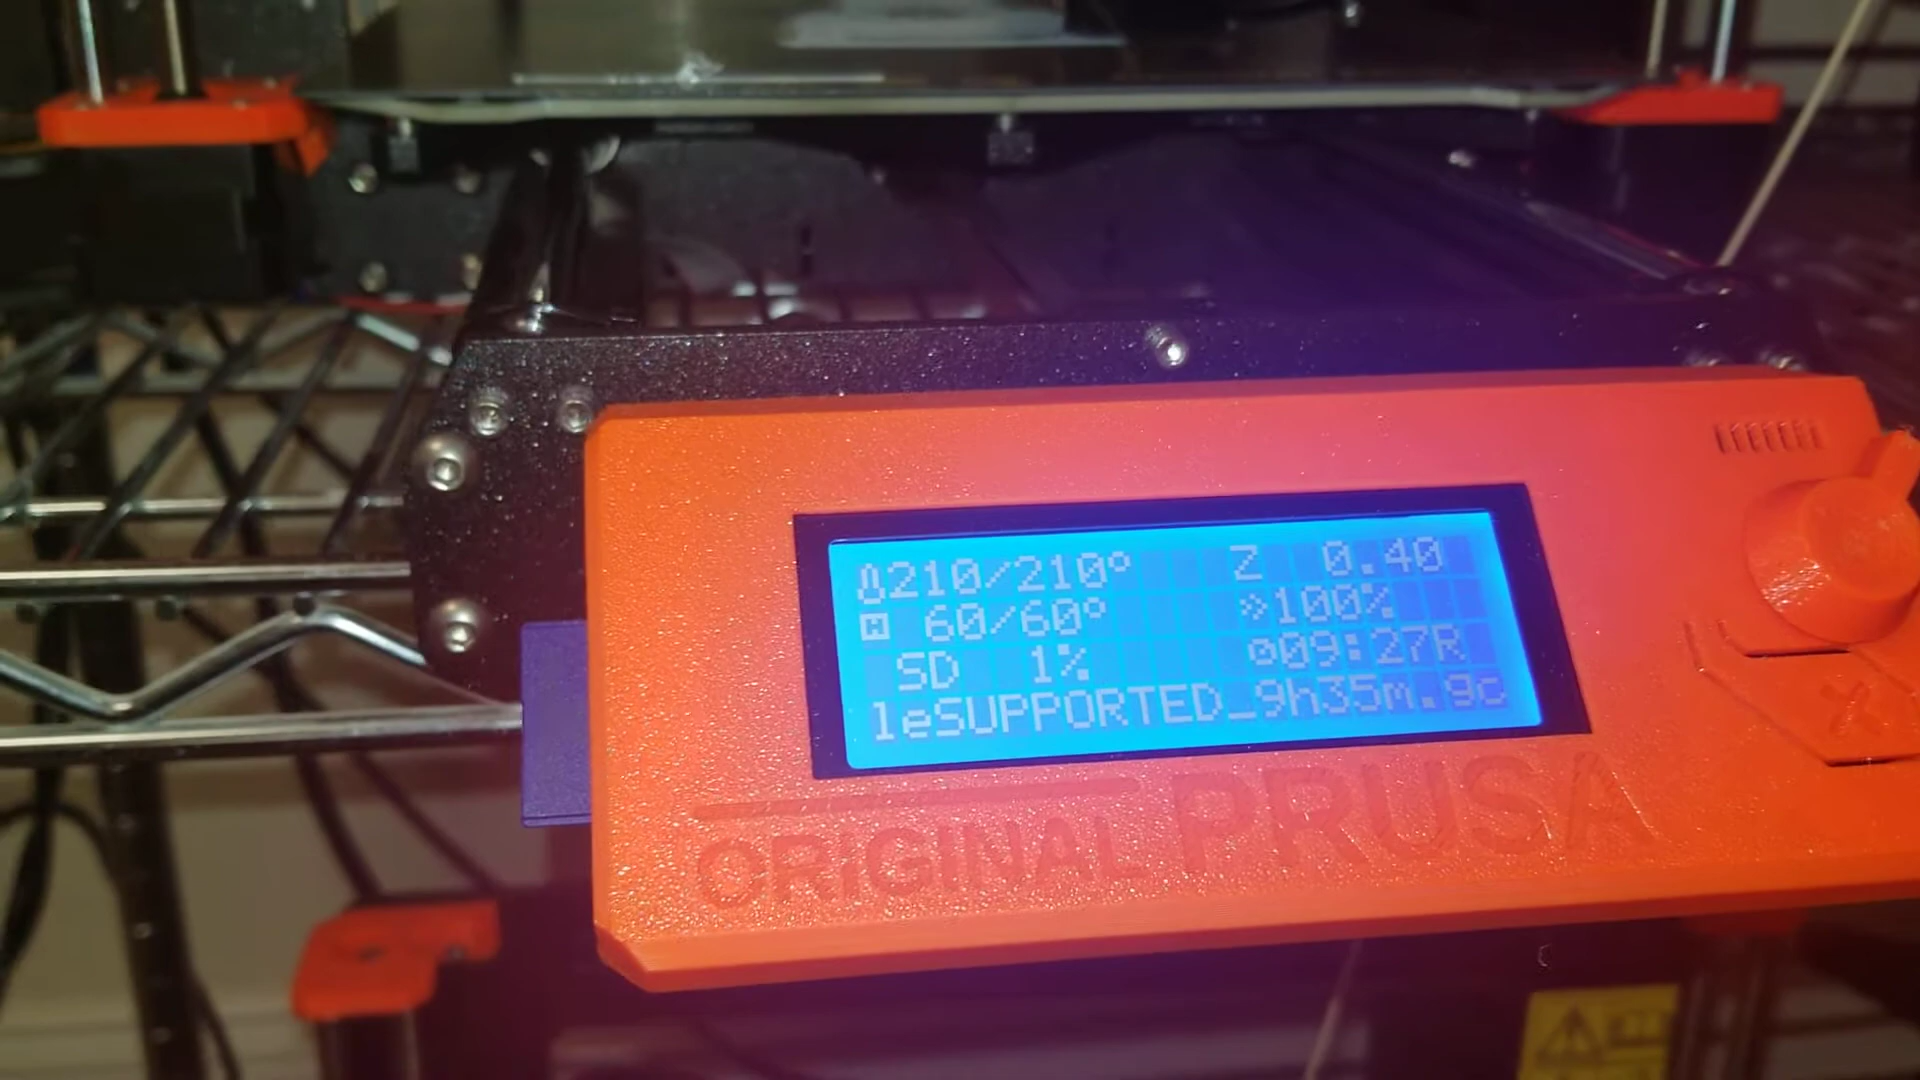 210/210° Z 0.40
60/60° 100%
SD 1% 09:27R
leSUPPORTED_9h35m.gc
ORIGINAL PRUSA